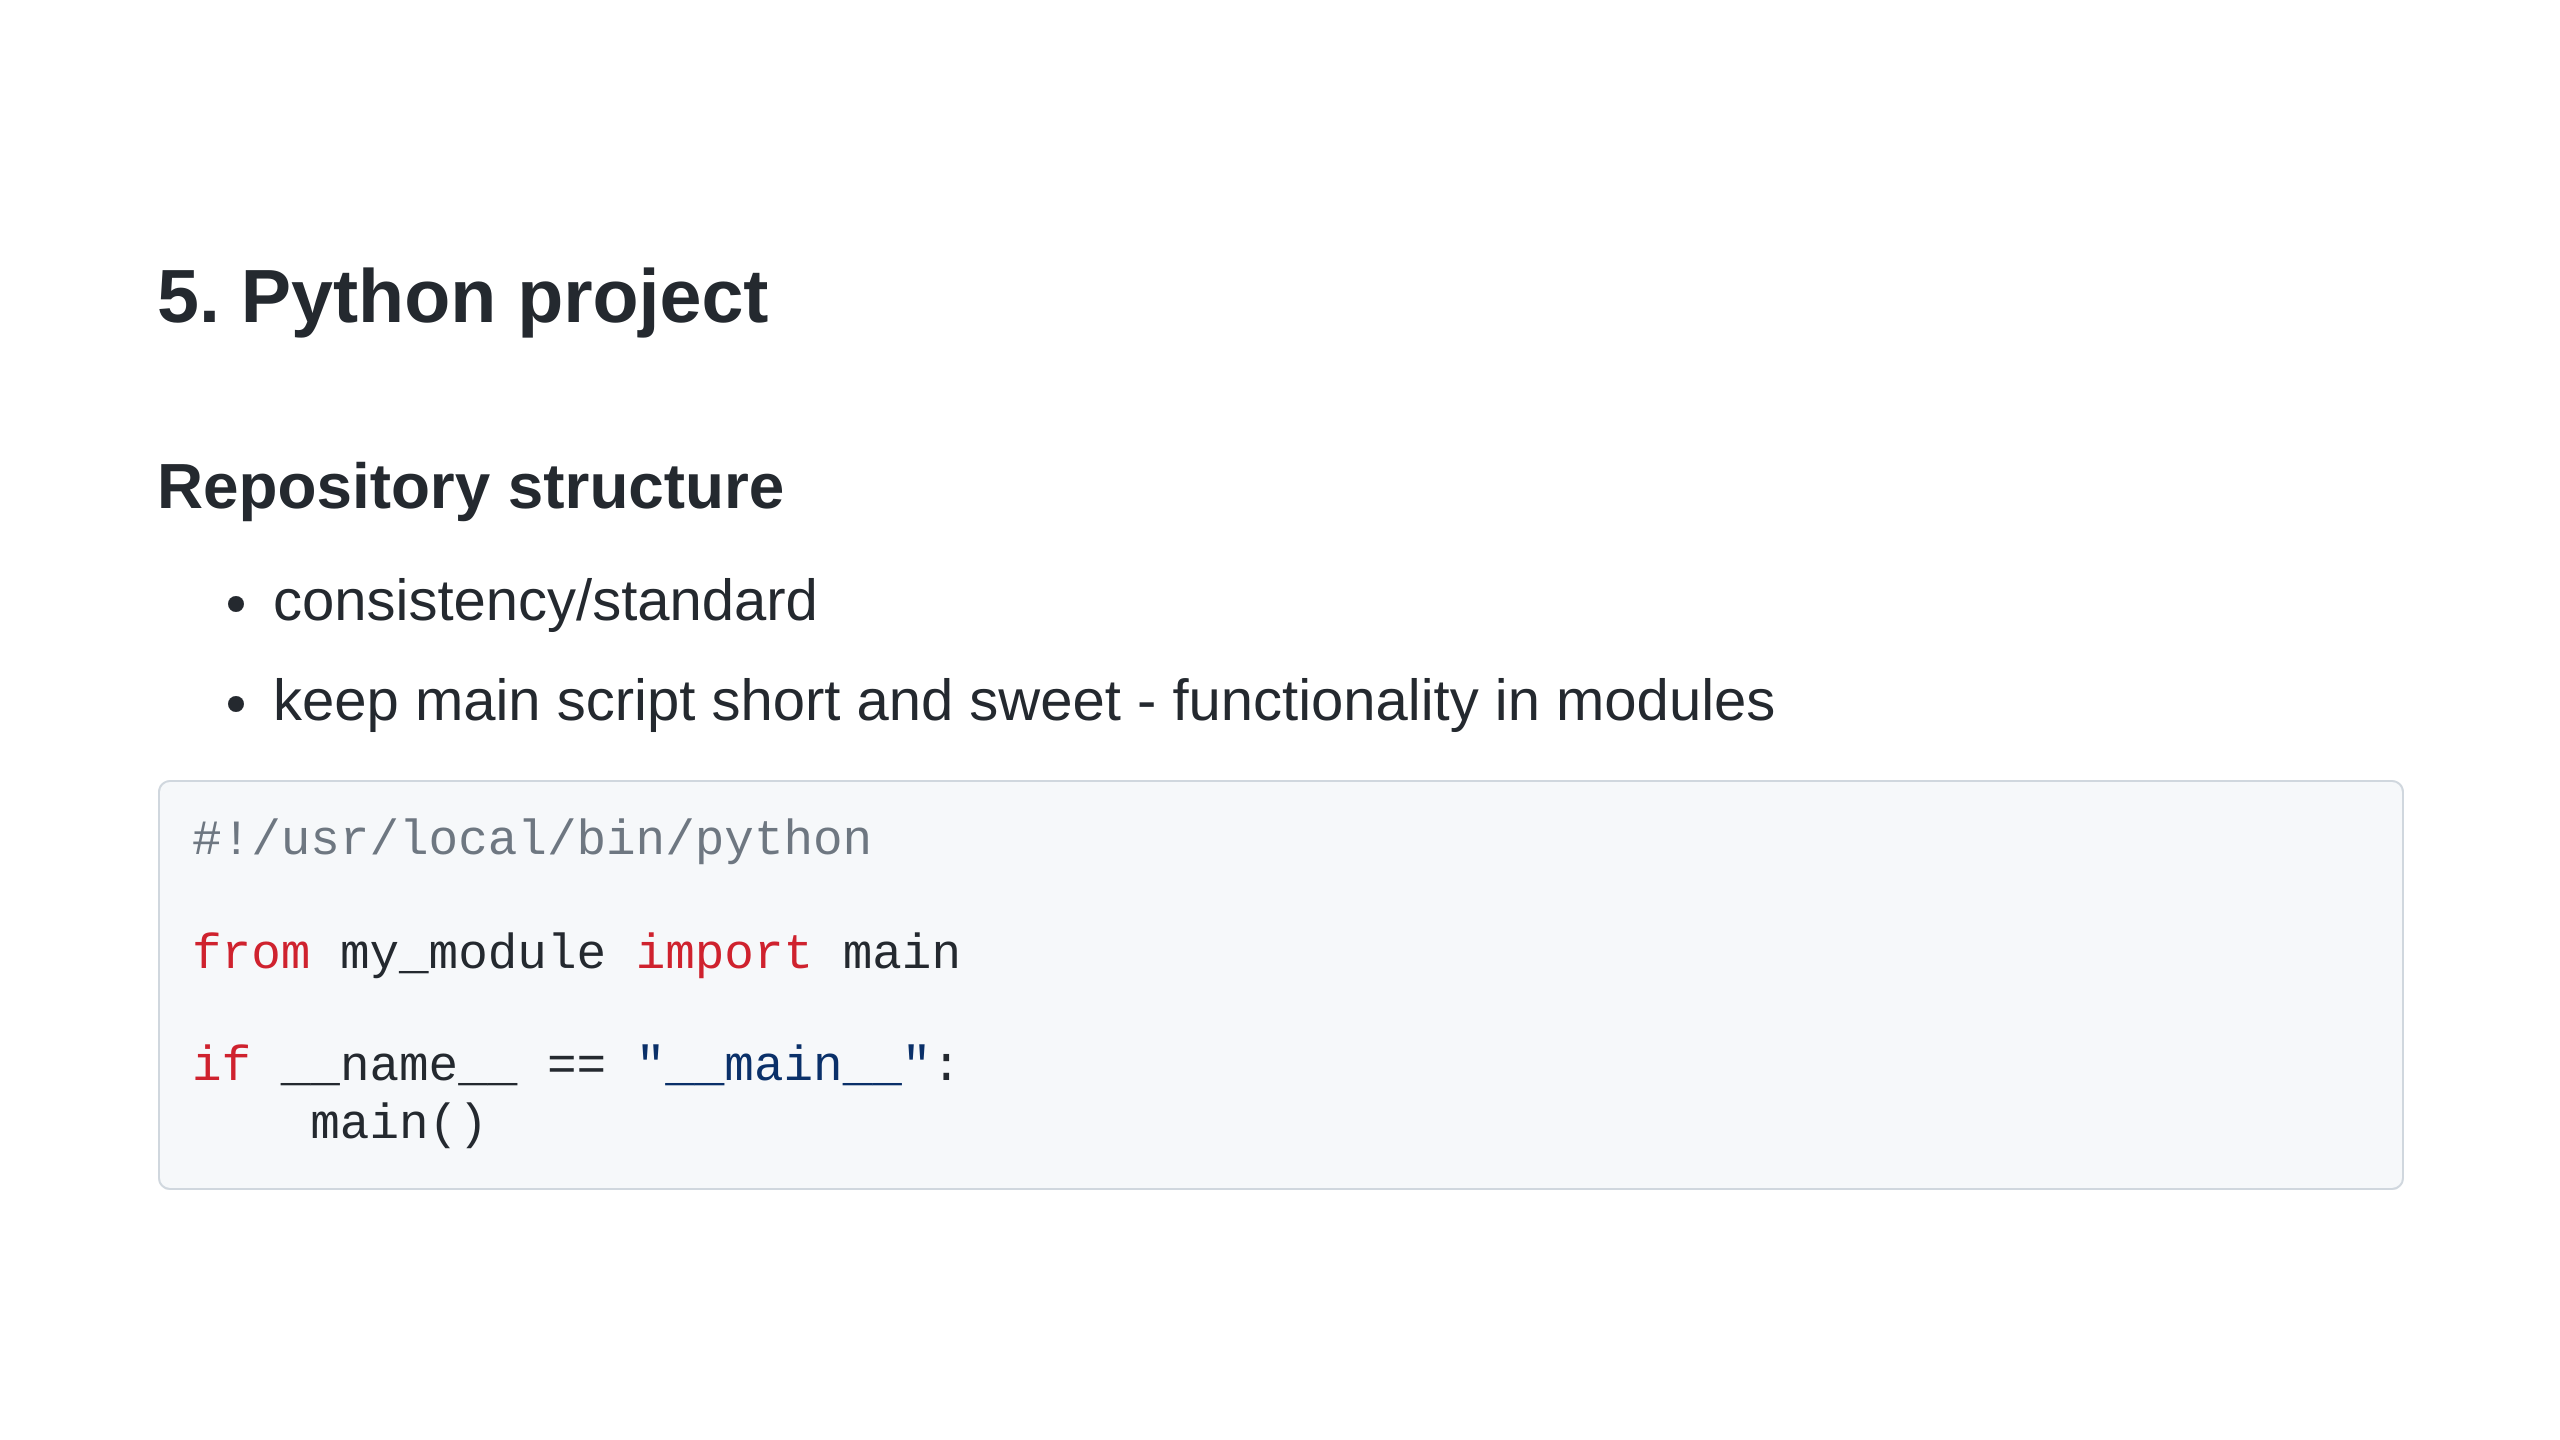 5. Python project
Repository structure
• consistency/standard
• keep main script short and sweet - functionality in modules
#!/usr/local/bin/python
from my_module import main
if __name__ == "__main__":
    main()